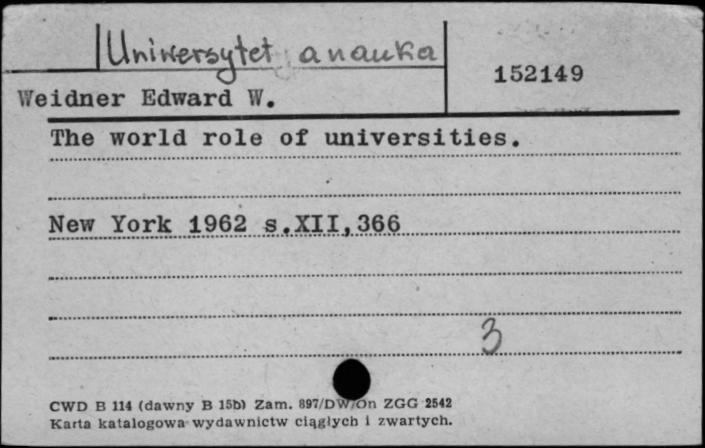 Uniwersytet a nauka
152149
Weidner Edward W.
The world role of universities.
New York 1962 s.XII,366
3
CWD B 114 (dawny B 15b) Zam. 897/DW/On ZGG 2542
Karta katalogowa wydawnictw ciągłych i zwartych.